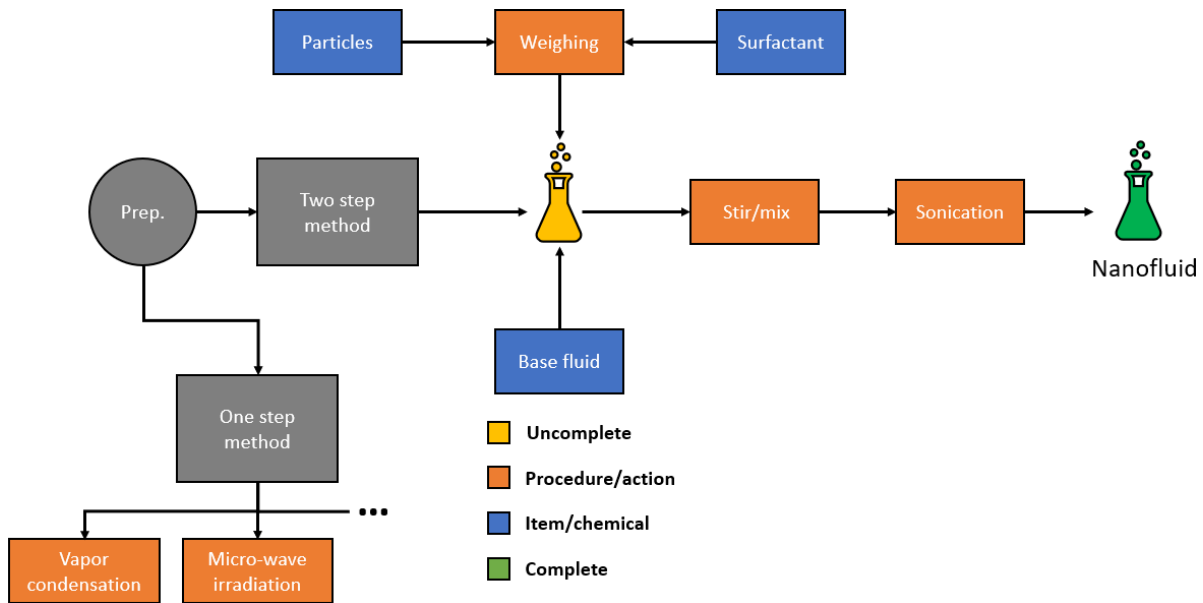 Particles
Weighing
Surfactant
Prep.
Two step
method
Stir/mix
Sonication
Nanofluid
Base fluid
One step
method
Uncomplete
Procedure/action
Item/chemical
Complete
...
Vapor
condensation
Micro-wave
irradiation